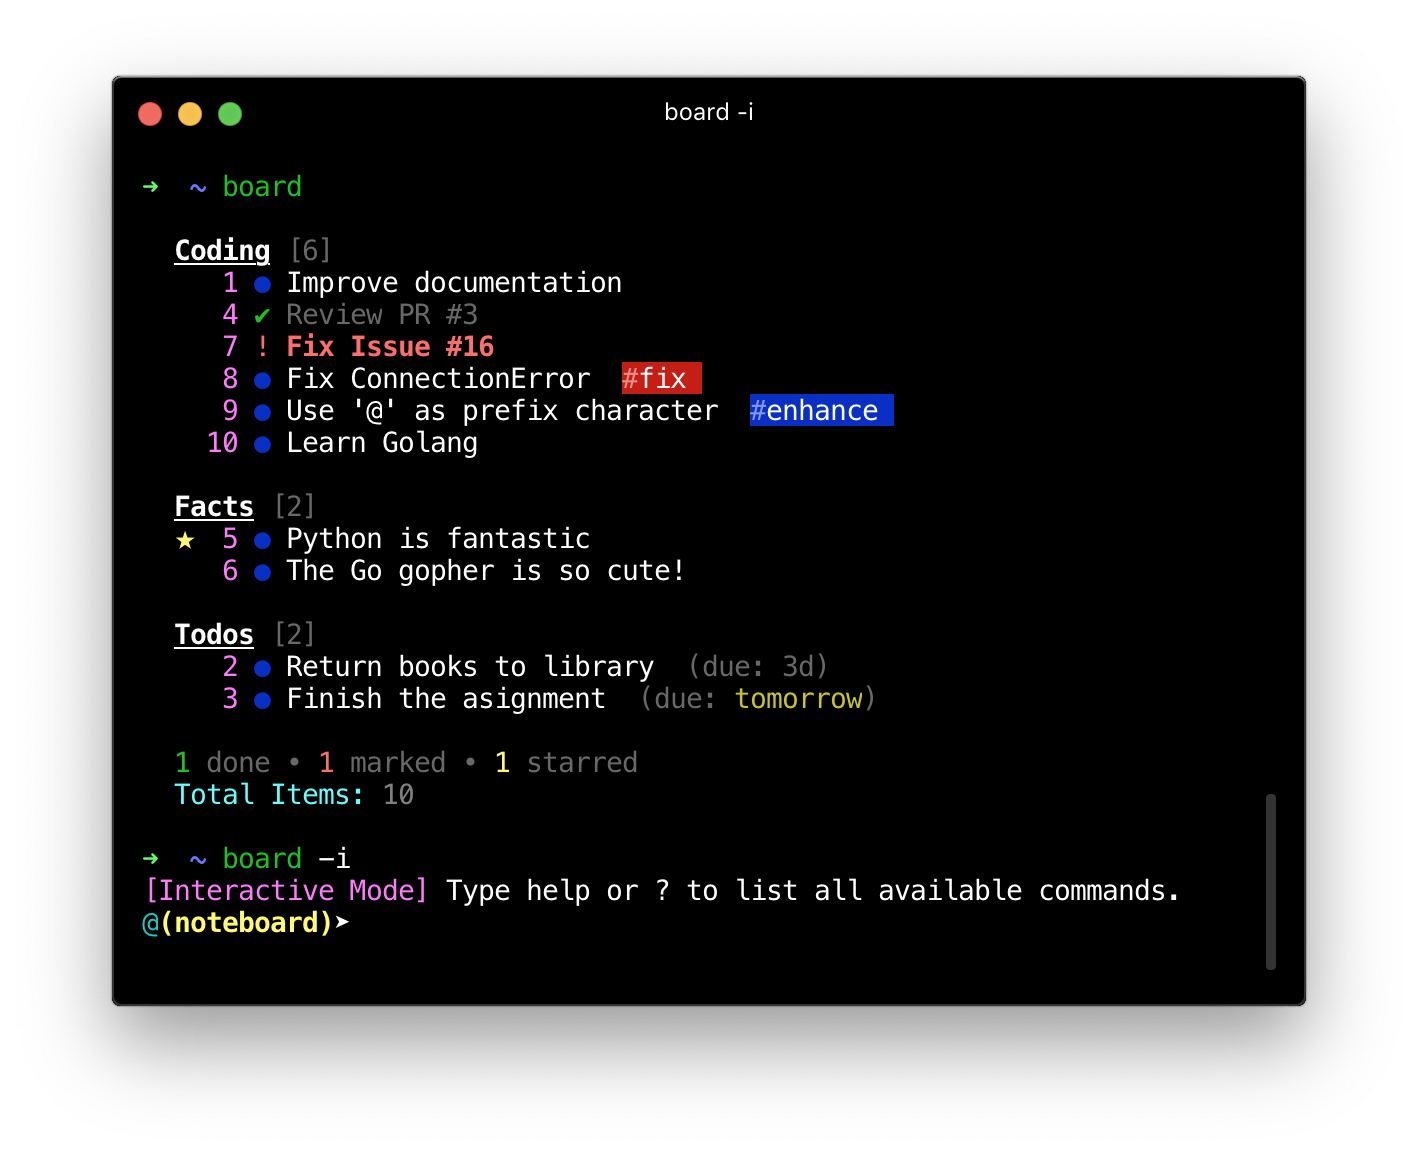 board -i
➜ ~ board
Coding [6]
1 ● Improve documentation
4 ✔ Review PR #3
7 ! Fix Issue #16
8 ● Fix ConnectionError #fix
9 ● Use '@' as prefix character #enhance
10 ● Learn Golang
Facts [2]
★ 5 ● Python is fantastic
6 ● The Go gopher is so cute!
Todos [2]
2 ● Return books to library (due: 3d)
3 ● Finish the asignment (due: tomorrow)
1 done • 1 marked • 1 starred
Total Items: 10
➜ ~ board -i
[Interactive Mode] Type help or ? to list all available commands.
@(noteboard)➤